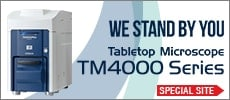 WE STAND BY YOU
Tabletop Microscope
TM4000 Series
SPECIAL SITE